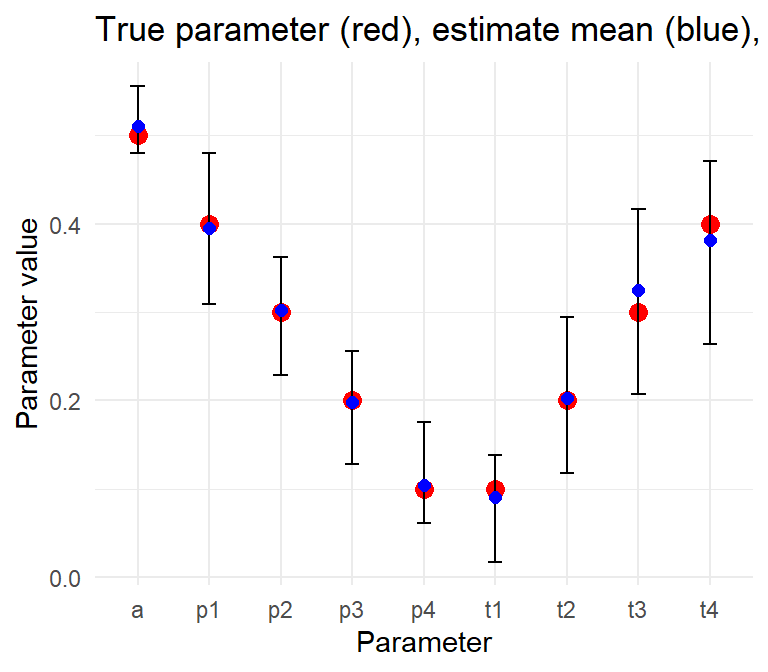 True parameter (red), estimate mean (blue),
Parameter value
0.4
0.2
0.0
a p1 p2 p3 p4 t1 t2 t3 t4
Parameter